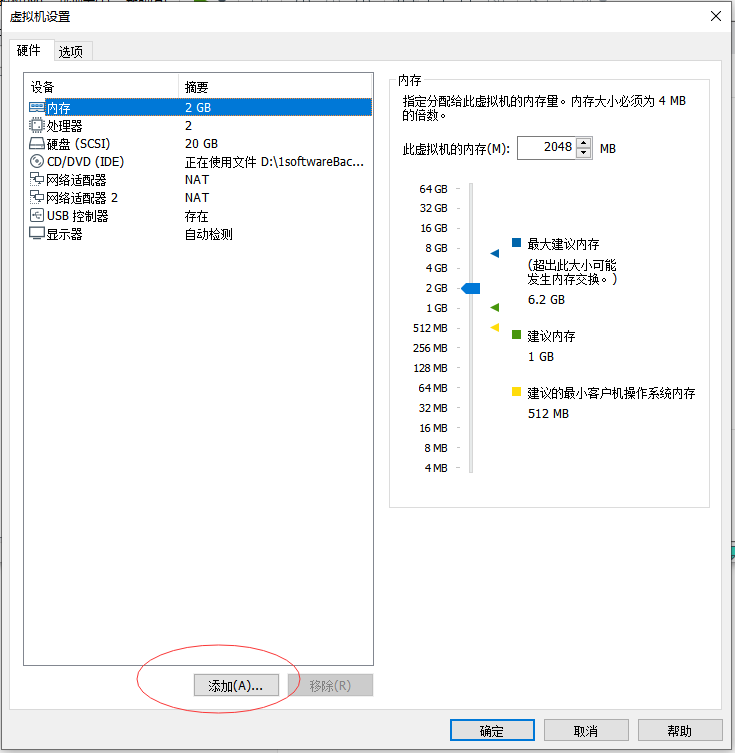 虚拟机设置
硬件 选项
设备 摘要
内存 2 GB
处理器 2
硬盘 (SCSI) 20 GB
CD/DVD (IDE) 正在使用文件 D:\1softwareBac...
网络适配器 NAT
网络适配器 2 NAT
USB 控制器 存在
显示器 自动检测
添加(A)... 移除(R)
内存
指定分配给此虚拟机的内存量。内存大小必须为 4 MB
的倍数。
此虚拟机的内存(M): 2048 MB
64 GB
32 GB
16 GB
8 GB
4 GB
2 GB
1 GB
512 MB
256 MB
128 MB
64 MB
32 MB
16 MB
8 MB
4 MB
最大建议内存
(超出此大小可能
发生内存交换。)
6.2 GB
建议内存
1 GB
建议的最小客户机操作系统内存
512 MB
确定 取消 帮助